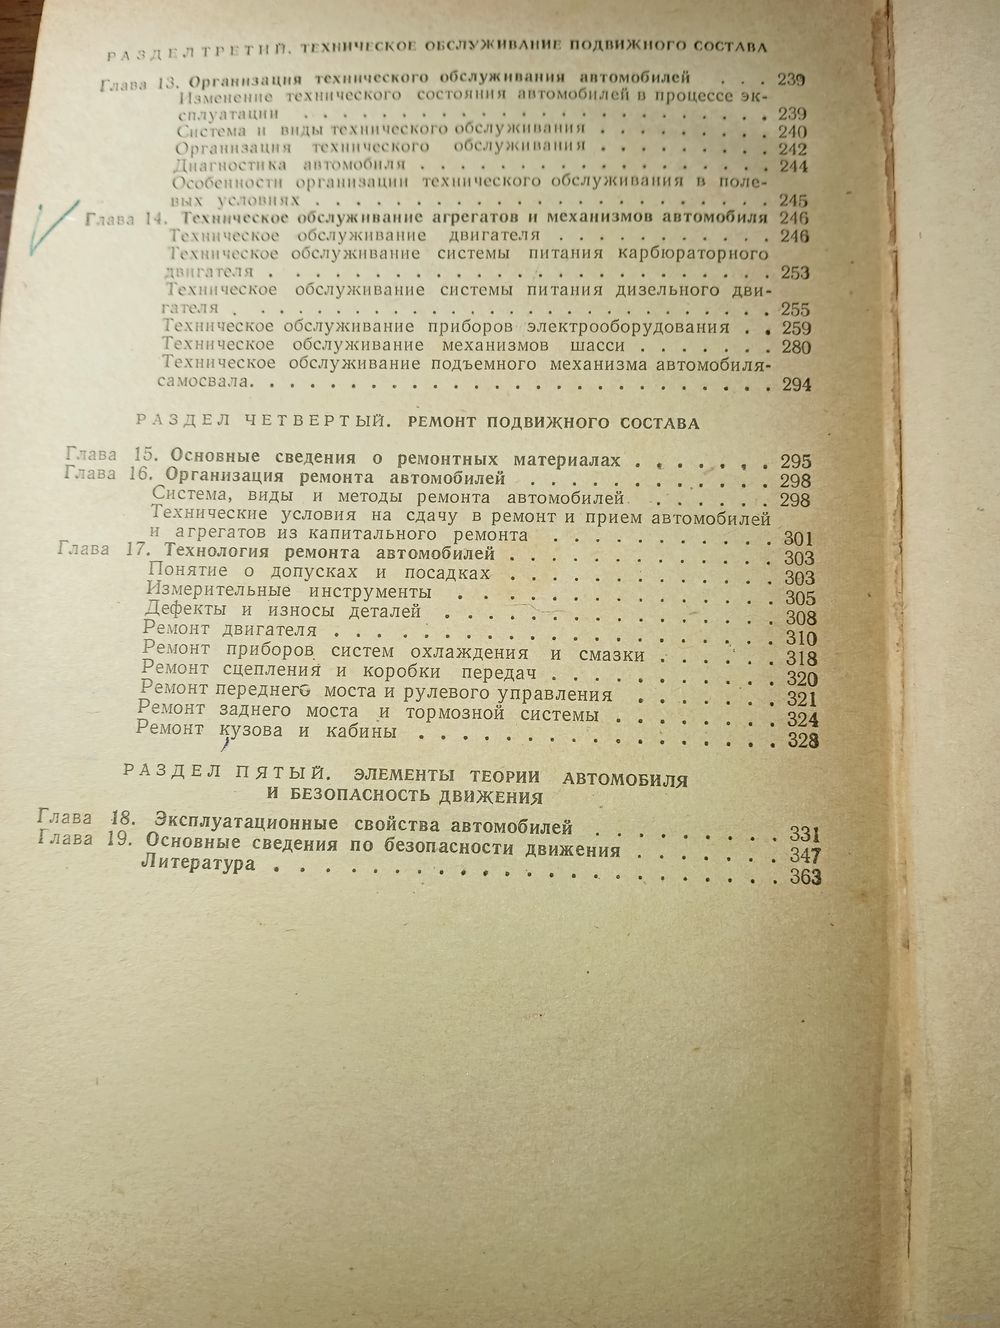 РАЗДЕЛ ТРЕТИЙ. ТЕХНИЧЕСКОЕ ОБСЛУЖИВАНИЕ ПОДВИЖНОГО СОСТАВА
Глава 13. Организация технического обслуживания автомобилей . . . 239
Изменение технического состояния автомобилей в процессе эк-
сплуатации . . . . . . . . . . . . . . . . . . 239
Система и виды технического обслуживания . . . . . . . . 240
Организация технического обслуживания . . . . . . . . 242
Диагностика автомобиля . . . . . . . . . . . . . . 244
Особенности организации технического обслуживания в поле-
вых условиях . . . . . . . . . . . . . . . . . 245
Глава 14. Техническое обслуживание агрегатов и механизмов автомобиля 246
Техническое обслуживание двигателя . . . . . . . . . . 246
Техническое обслуживание системы питания карбюраторного
двигателя . . . . . . . . . . . . . . . . . . . 253
Техническое обслуживание системы питания дизельного дви-
гателя . . . . . . . . . . . . . . . . . . . . 255
Техническое обслуживание приборов электрооборудования . . 259
Техническое обслуживание механизмов шасси . . . . . . . 280
Техническое обслуживание подъемного механизма автомобиля-
самосвала. . . . . . . . . . . . . . . . . . . . 294
РАЗДЕЛ ЧЕТВЕРТЫЙ. РЕМОНТ ПОДВИЖНОГО СОСТАВА
Глава 15. Основные сведения о ремонтных материалах . . . . . . . 295
Глава 16. Организация ремонта автомобилей . . . . . . . . . . . 298
Система, виды и методы ремонта автомобилей . . . . . . 298
Технические условия на сдачу в ремонт и прием автомобилей
и агрегатов из капитального ремонта . . . . . . . . . . 301
Глава 17. Технология ремонта автомобилей . . . . . . . . . . . . 303
Понятие о допусках и посадках . . . . . . . . . . . . 303
Измерительные инструменты . . . . . . . . . . . . . 305
Дефекты и износы деталей . . . . . . . . . . . . . . 308
Ремонт двигателя . . . . . . . . . . . . . . . . . 310
Ремонт приборов систем охлаждения и смазки . . . . . . 318
Ремонт сцепления и коробки передач . . . . . . . . . . 320
Ремонт переднего моста и рулевого управления . . . . . . 321
Ремонт заднего моста и тормозной системы . . . . . . . . 324
Ремонт кузова и кабины . . . . . . . . . . . . . . . 328
РАЗДЕЛ ПЯТЫЙ. ЭЛЕМЕНТЫ ТЕОРИИ АВТОМОБИЛЯ
И БЕЗОПАСНОСТЬ ДВИЖЕНИЯ
Глава 18. Эксплуатационные свойства автомобилей . . . . . . . . 331
Глава 19. Основные сведения по безопасности движения . . . . . . 347
Литература . . . . . . . . . . . . . . . . . . . . 363